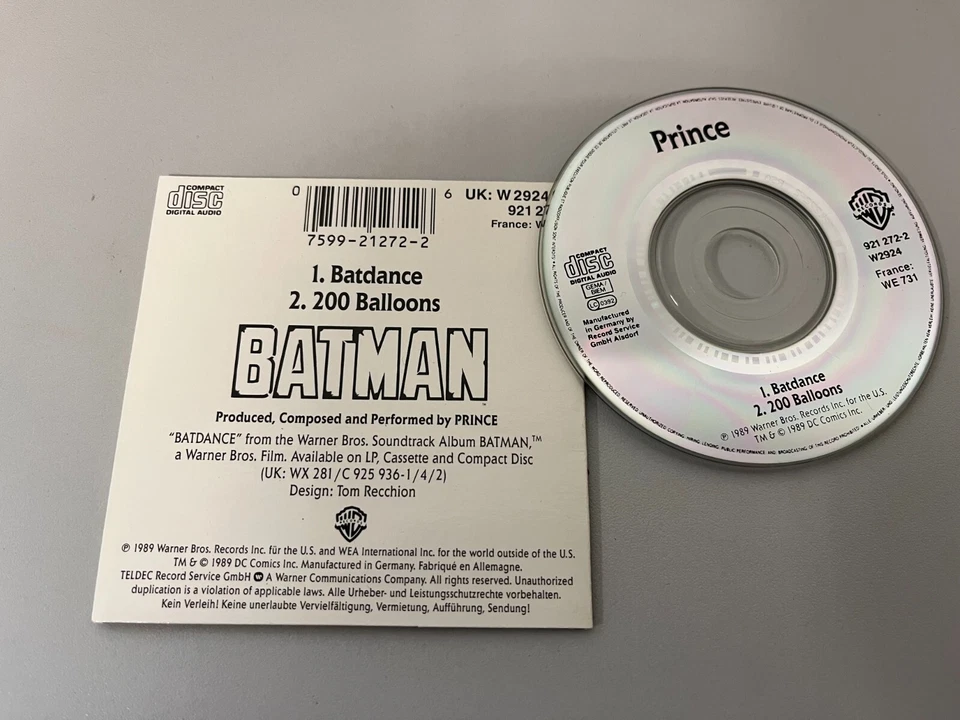 COMPACT
disc
DIGITAL AUDIO
0
6
7599-21272-2
UK: W 2924
921 27
France: W
1. Batdance
2. 200 Balloons
BATMAN
Produced, Composed and Performed by PRINCE
“BATDANCE” from the Warner Bros. Soundtrack Album BATMAN,™
a Warner Bros. Film. Available on LP, Cassette and Compact Disc
(UK: WX 281/C 925 936-1/4/2)
Design: Tom Recchion
℗ 1989 Warner Bros. Records Inc. für the U.S. and WEA International Inc. for the world outside of the U.S.
TM & © 1989 DC Comics Inc. Manufactured in Germany. Fabriqué en Allemagne.
TELDEC Record Service GmbH A Warner Communications Company. All rights reserved. Unauthorized
duplication is a violation of applicable laws. Alle Urheber- und Leistungsschutzrechte vorbehalten.
Kein Verleih! Keine unerlaubte Vervielfältigung, Vermietung, Aufführung, Sendung!
Prince
WB
RECORDS
921 272-2
W2924
France:
WE 731
COMPACT
disc
DIGITAL AUDIO
GEMA/
BIEM
LC 0392
Manufactured
in Germany by
Record Service
GmbH Alsdorf
1. Batdance
2. 200 Balloons
℗ 1989 Warner Bros. Records Inc. for the U.S.
TM & © 1989 DC Comics Inc.